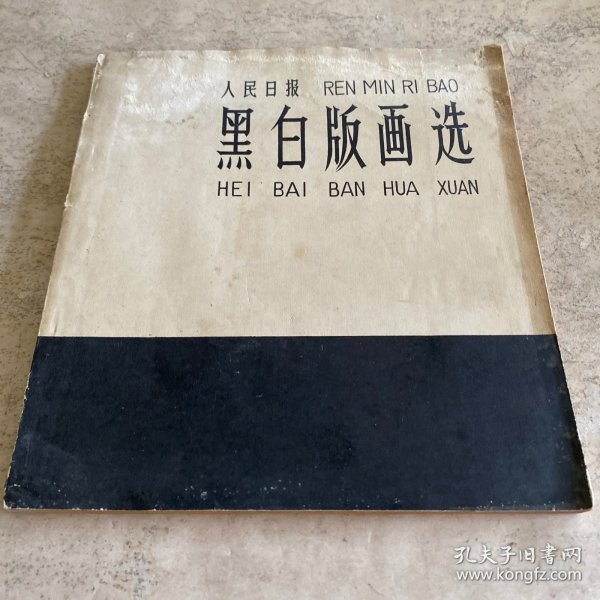 人民日报 REN MIN RI BAO
黑白版画选
HEI BAI BAN HUA XUAN
孔夫子旧书网
www.kongfz.com